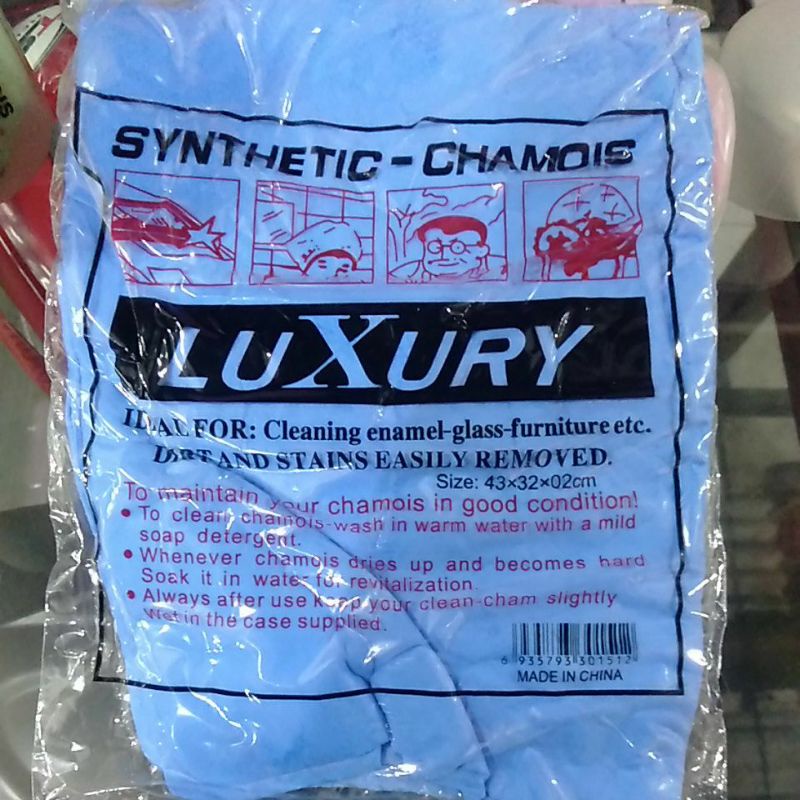 SYNTHETIC-CHAMOIS
LUXURY
IDEAL FOR: Cleaning enamel-glass-furniture etc.
DIRT AND STAINS EASILY REMOVED.
Size: 43×32×02cm
To maintain your chamois in good condition!
• To clean chamois-wash in warm water with a mild
soap detergent.
• Whenever chamois dries up and becomes hard
Soak it in water for revitalization.
• Always after use keep your clean-cham slightly
wet in the case supplied.
6 935793 301512
MADE IN CHINA